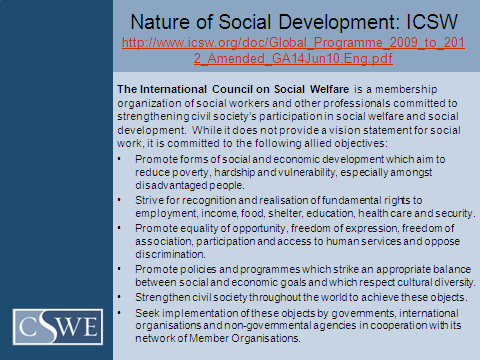 Nature of Social Development: ICSW
http://www.icsw.org/doc/Global_Programme_2009_to_201
2_Amended_GA14Jun10.Eng.pdf
The International Council on Social Welfare is a membership
organization of social workers and other professionals committed to
strengthening civil society's participation in social welfare and social
development. While it does not provide a vision statement for social
work, it is committed to the following allied objectives:
• Promote forms of social and economic development which aim to
reduce poverty, hardship and vulnerability, especially amongst
disadvantaged people.
• Strive for recognition and realisation of fundamental rights to
employment, income, food, shelter, education, health care and security.
• Promote equality of opportunity, freedom of expression, freedom of
association, participation and access to human services and oppose
discrimination.
• Promote policies and programmes which strike an appropriate balance
between social and economic goals and which respect cultural diversity.
• Strengthen civil society throughout the world to achieve these objects.
• Seek implementation of these objects by governments, international
organisations and non-governmental agencies in cooperation with its
network of Member Organisations.
CSWE